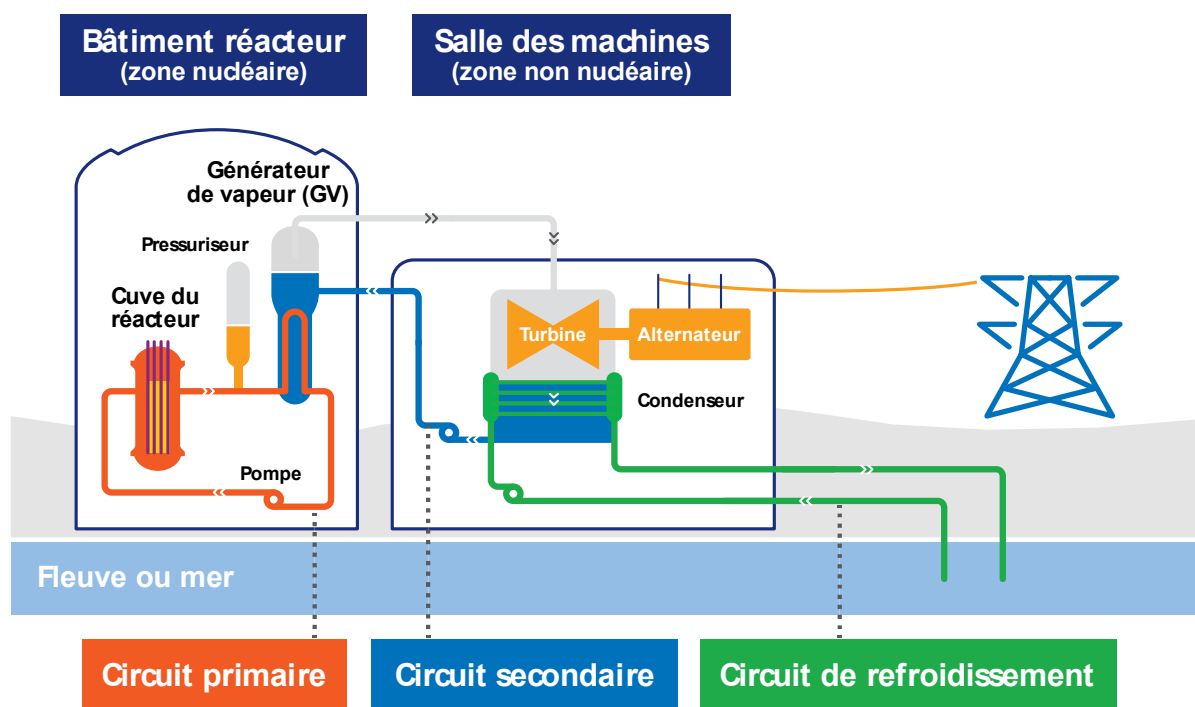 Bâtiment réacteur
(zone nucléaire)
Salle des machines
(zone non nucléaire)
Générateur
de vapeur (GV)
Pressuriseur
Cuve du
réacteur
Turbine
Alternateur
Condenseur
Pompe
Fleuve ou mer
Circuit primaire
Circuit secondaire
Circuit de refroidissement